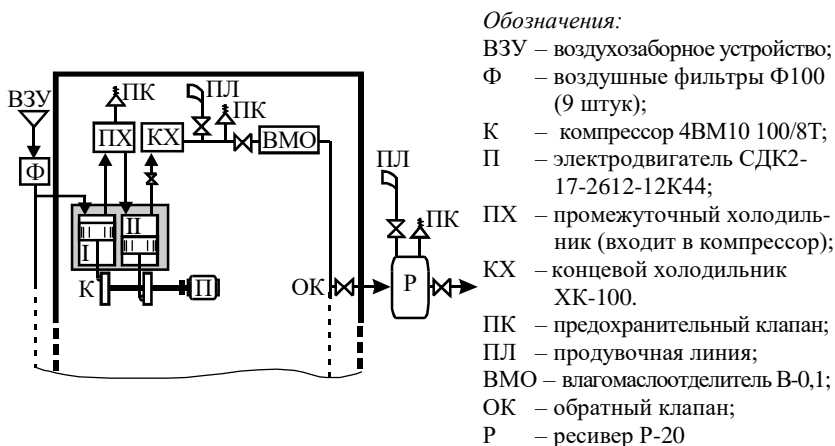 Обозначения:
ВЗУ – воздухозаборное устройство;
Ф – воздушные фильтры Ф100
(9 штук);
К – компрессор 4ВМ10 100/8Т;
П – электродвигатель СДК2-
17-2612-12К44;
ПХ – промежуточный холодиль-
ник (входит в компрессор);
КХ – концевой холодильник
ХК-100.
ПК – предохранительный клапан;
ПЛ – продувочная линия;
ВМО – влагомаслоотделитель В-0,1;
ОК – обратный клапан;
Р – ресивер Р-20
ВЗУ
ПК
ПЛ
ПК
ПХ
КХ
ВМО
Ф
ПЛ
ПК
I
II
К
П
ОК
Р